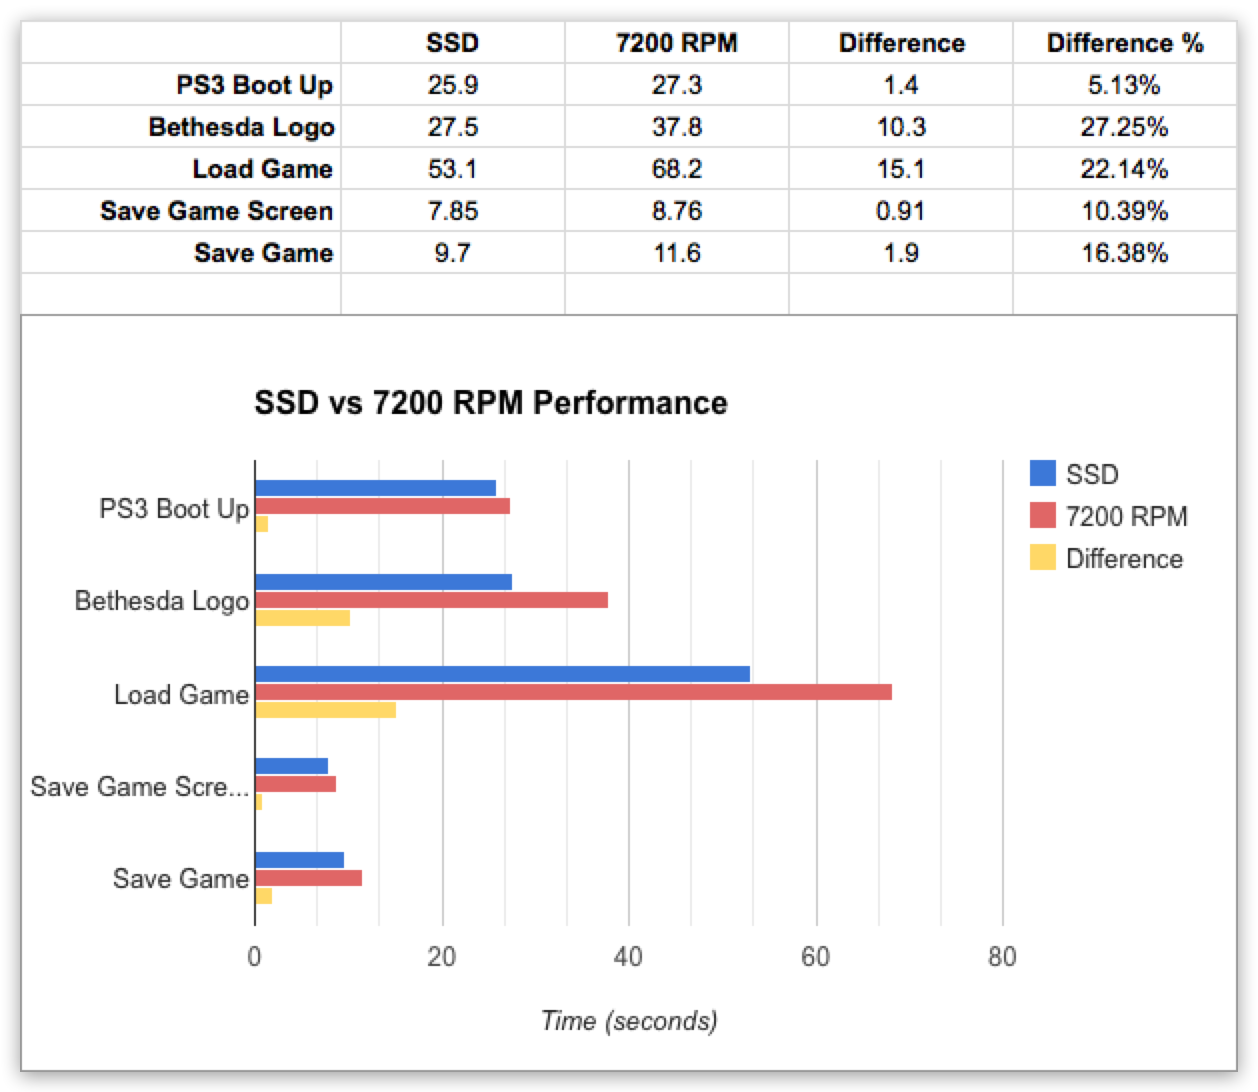 SSD 7200 RPM Difference Difference %
PS3 Boot Up 25.9 27.3 1.4 5.13%
Bethesda Logo 27.5 37.8 10.3 27.25%
Load Game 53.1 68.2 15.1 22.14%
Save Game Screen 7.85 8.76 0.91 10.39%
Save Game 9.7 11.6 1.9 16.38%
SSD vs 7200 RPM Performance
SSD
7200 RPM
Difference
PS3 Boot Up
Bethesda Logo
Load Game
Save Game Scre...
Save Game
0 20 40 60 80
Time (seconds)